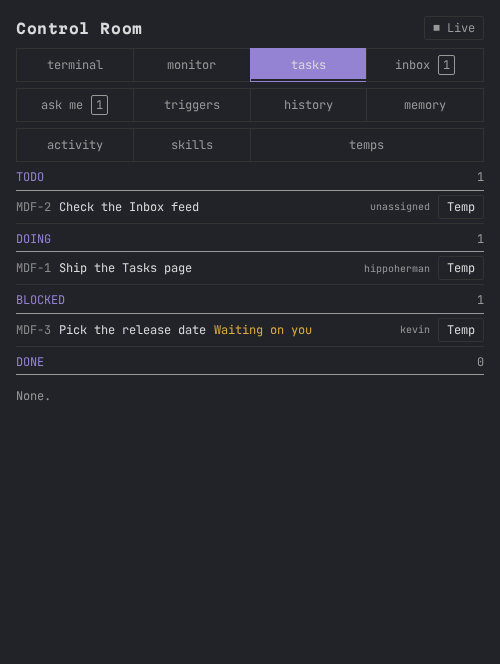 Control Room
Live
terminal monitor tasks inbox 1
ask me 1 triggers history memory
activity skills temps
TODO 1
MDF-2 Check the Inbox feed unassigned Temp
DOING 1
MDF-1 Ship the Tasks page hippoherman Temp
BLOCKED 1
MDF-3 Pick the release date Waiting on you kevin Temp
DONE 0
None.